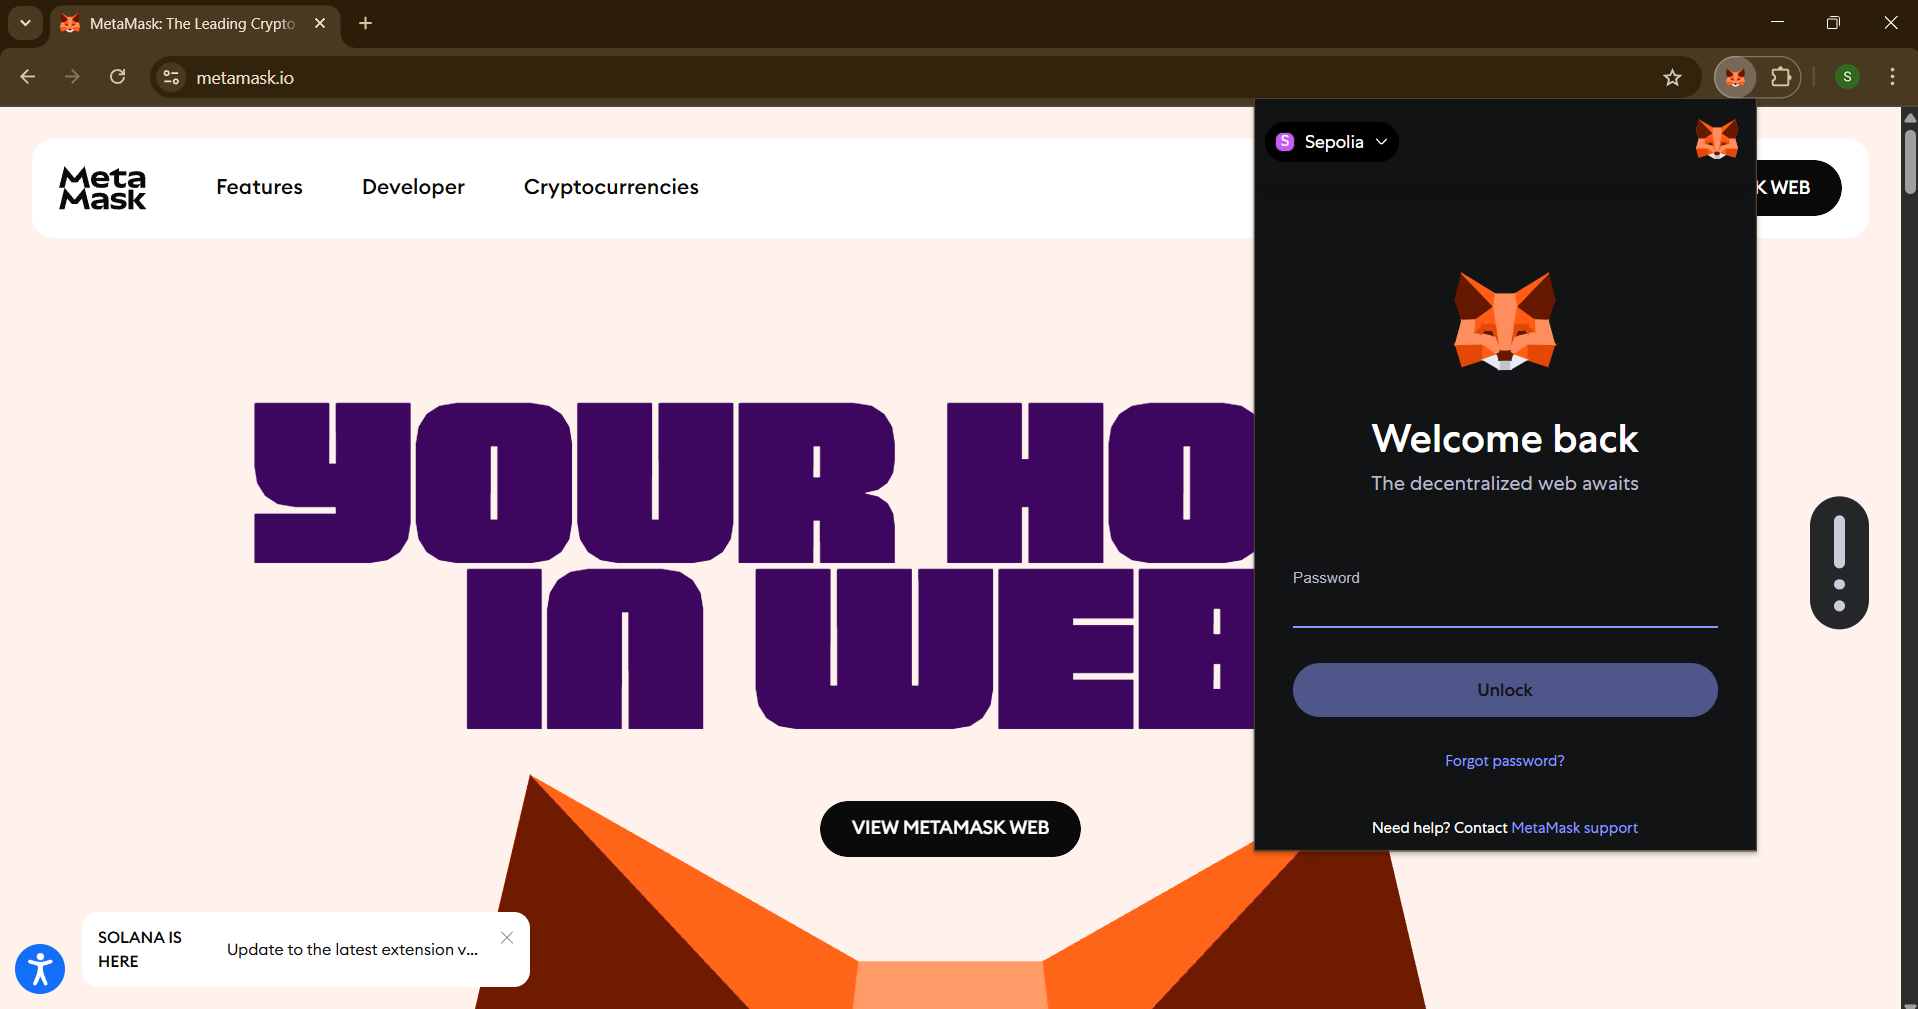 MetaMask: The Leading Crypto
metamask.io
S
Meta
Mask
Features
Developer
Cryptocurrencies
K WEB
YOUR HO
IN WEB
VIEW METAMASK WEB
SOLANA IS
HERE
Update to the latest extension v...
S Sepolia
Welcome back
The decentralized web awaits
Password
Unlock
Forgot password?
Need help? Contact MetaMask support